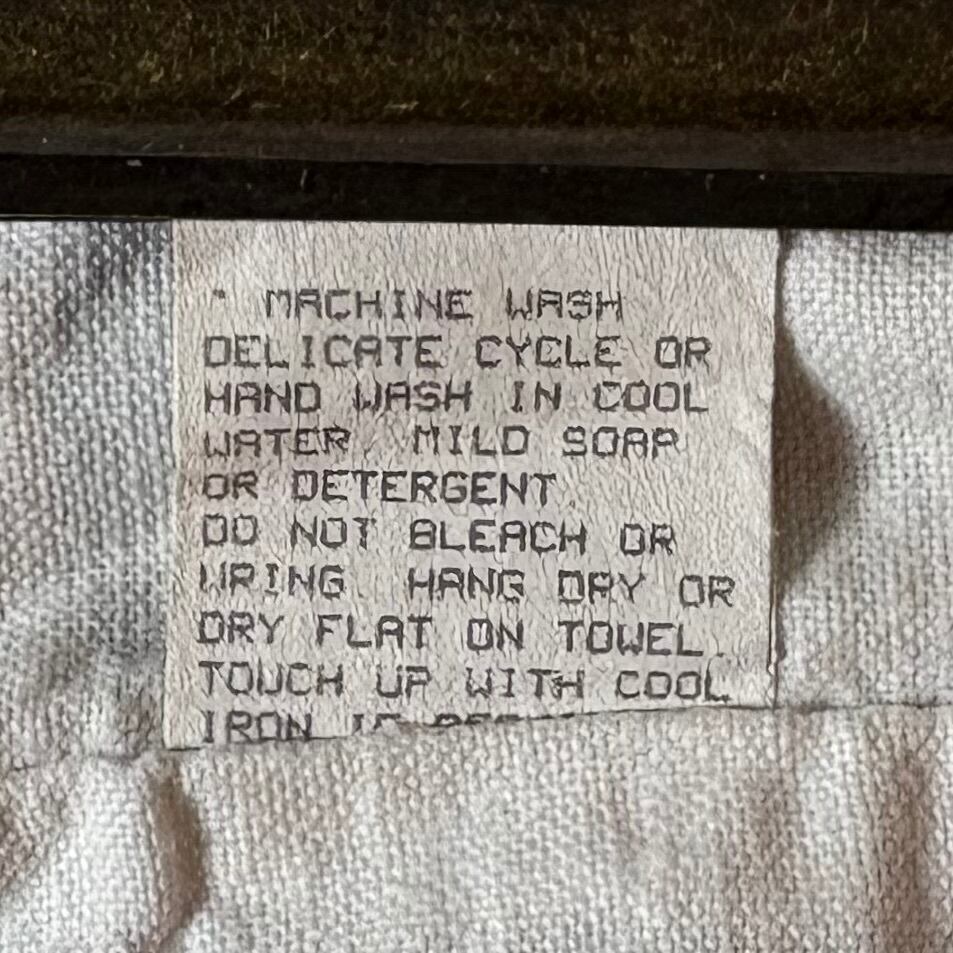 * MACHINE WASH
DELICATE CYCLE OR
HAND WASH IN COOL
WATER. MILD SOAP
OR DETERGENT.
DO NOT BLEACH OR
WRING. HANG DRY OR
DRY FLAT ON TOWEL.
TOUCH UP WITH COOL
IRON